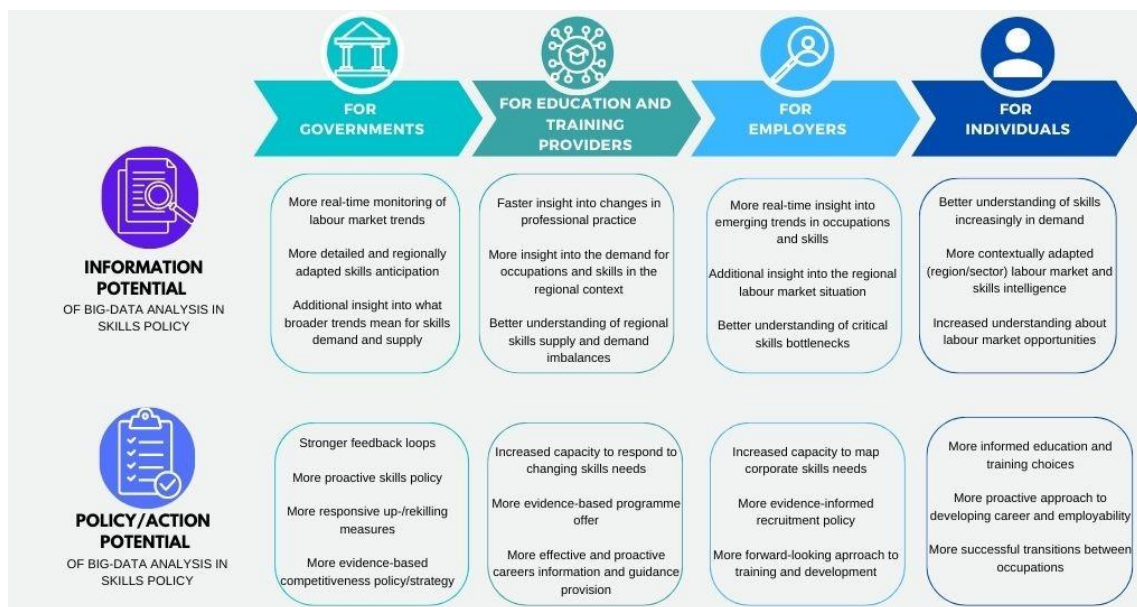 FOR
GOVERNMENTS
FOR EDUCATION AND
TRAINING
PROVIDERS
FOR
EMPLOYERS
FOR
INDIVIDUALS
INFORMATION
POTENTIAL
OF BIG-DATA ANALYSIS IN
SKILLS POLICY
More real-time monitoring of
labour market trends
More detailed and regionally
adapted skills anticipation
Additional insight into what
broader trends mean for skills
demand and supply
Faster insight into changes in
professional practice
More insight into the demand for
occupations and skills in the
regional context
Better understanding of regional
skills supply and demand
imbalances
More real-time insight into
emerging trends in occupations
and skills
Additional insight into the regional
labour market situation
Better understanding of critical
skills bottlenecks
Better understanding of skills
increasingly in demand
More contextually adapted
(region/sector) labour market and
skills intelligence
Increased understanding about
labour market opportunities
POLICY/ACTION
POTENTIAL
OF BIG-DATA ANALYSIS IN
SKILLS POLICY
Stronger feedback loops
More proactive skills policy
More responsive up-/rekilling
measures
More evidence-based
competitiveness policy/strategy
Increased capacity to respond to
changing skills needs
More evidence-based programme
offer
More effective and proactive
careers information and guidance
provision
Increased capacity to map
corporate skills needs
More evidence-informed
recruitment policy
More forward-looking aproach to
training and development
More informed education and
training choices
More proactive approach to
developing career and employability
More successful transitions between
occupations